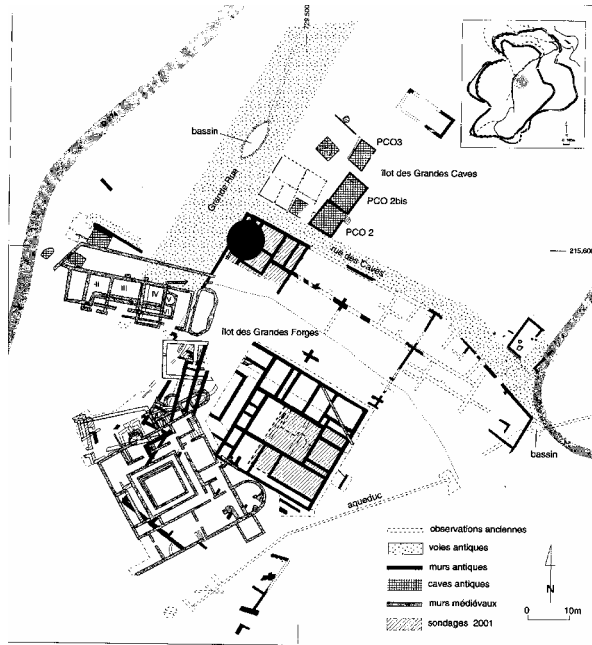 729,500
bassin
Grande Rue
PCO3
îlot des Grandes Caves
PCO 2bis
PCO 2
rue des Caves
215,600
II
III
IV
V
îlot des Grandes Forges
bassin
aqueduc
observations anciennes
voies antiques
murs antiques
caves antiques
murs médiévaux
sondages 2001
N
0
10m